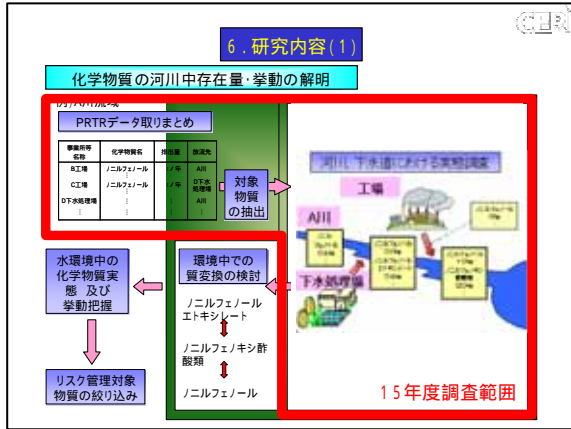 CERI
6．研究内容(1)
化学物質の河川中存在量・挙動の解明
PRTRデータ取りまとめ
事業所等
名称
化学物質名
排出量
放流先
B工場
ノニルフェノール
ノ年
A川
C工場
ノニルフェノール
ノ年
D下水
処理場
D下水処理場
A川
対象
物質
の抽出
河川、下水道における実態調査
工場
A川
下水処理場
水環境中の
化学物質実
態 及び
挙動把握
環境中での
質変換の検討
ノニルフェノール
エトキシレート
ノニルフェノキシ酢
酸類
ノニルフェノール
リスク管理対象
物質の絞り込み
15年度調査範囲